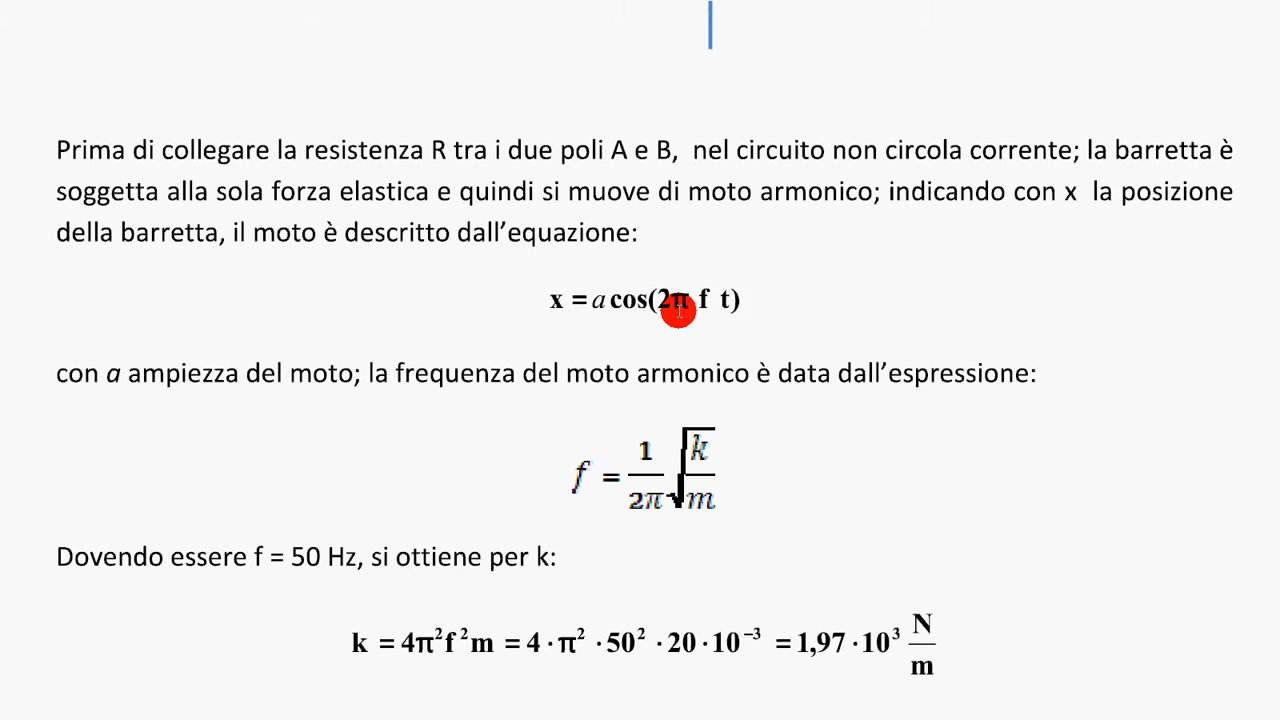 Prima di collegare la resistenza R tra i due poli A e B, nel circuito non circola corrente; la barretta è
soggetta alla sola forza elastica e quindi si muove di moto armonico; indicando con x la posizione
della barretta, il moto è descritto dall'equazione:
x = a cos(2π f t)
con a ampiezza del moto; la frequenza del moto armonico è data dall'espressione:
f = 1/2π √k/m
Dovendo essere f = 50 Hz, si ottiene per k:
k = 4π²f²m = 4·π²·50²·20·10⁻³ = 1,97·10³ N/m